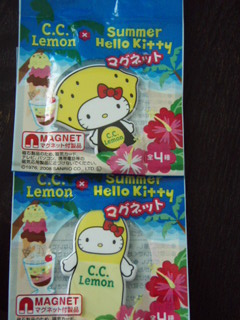 C.C. Lemon × Summer Hello Kitty
マグネット
C.C.
Lemon
MAGNET
マグネット付製品
全4種
©1976, 2008 SANRIO CO., LTD.
C.C. Lemon × Summer Hello Kitty
マグネット
C.C.
Lemon
MAGNET
マグネット付製品
全4